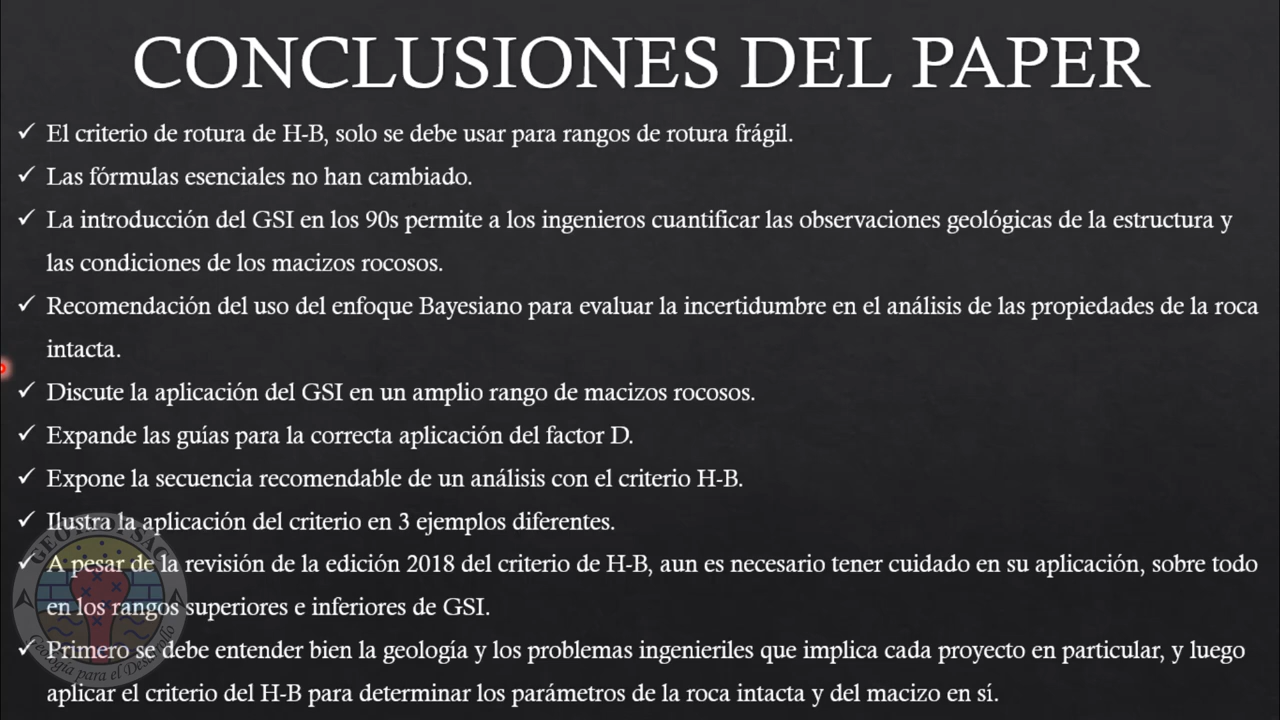 CONCLUSIONES DEL PAPER
✓ El criterio de rotura de H-B, solo se debe usar para rangos de rotura frágil.
✓ Las fórmulas esenciales no han cambiado.
✓ La introducción del GSI en los 90s permite a los ingenieros cuantificar las observaciones geológicas de la estructura y
las condiciones de los macizos rocosos.
✓ Recomendación del uso del enfoque Bayesiano para evaluar la incertidumbre en el análisis de las propiedades de la roca
intacta.
✓ Discute la aplicación del GSI en un amplio rango de macizos rocosos.
✓ Expande las guías para la correcta aplicación del factor D.
✓ Expone la secuencia recomendable de un análisis con el criterio H-B.
✓ Ilustra la aplicación del criterio en 3 ejemplos diferentes.
✓ A pesar de la revisión de la edición 2018 del criterio de H-B, aun es necesario tener cuidado en su aplicación, sobre todo
en los rangos superiores e inferiores de GSI.
✓ Primero se debe entender bien la geología y los problemas ingenieriles que implica cada proyecto en particular, y luego
aplicar el criterio del H-B para determinar los parámetros de la roca intacta y del macizo en sí.
Geología para el Desarrollo